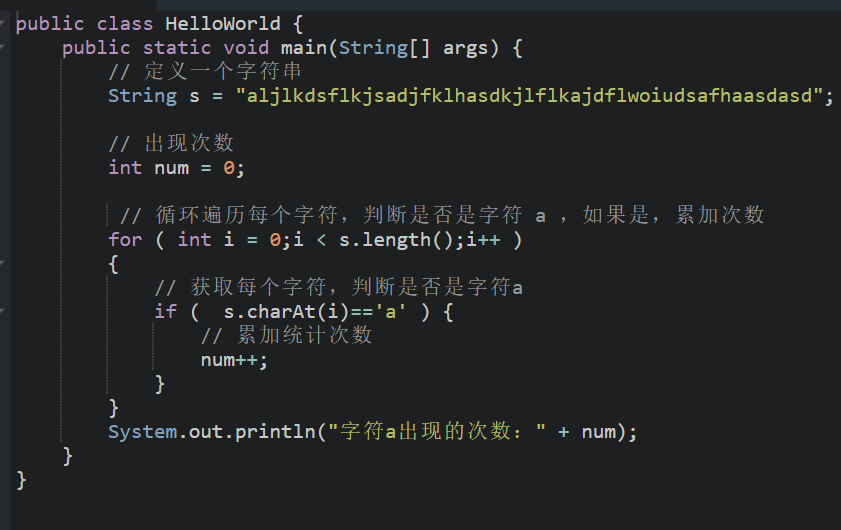 public class HelloWorld {
    public static void main(String[] args) {
        // 定义一个字符串
        String s = "aljlkdsflkjsadjfklhasdkjlflkajdflwoiudsafhaasdasd";

        // 出现次数
        int num = 0;

         // 循环遍历每个字符，判断是否是字符 a ，如果是，累加次数
        for ( int i = 0;i < s.length();i++ )
        {
            // 获取每个字符，判断是否是字符a
            if (  s.charAt(i)=='a' ) {
                // 累加统计次数
                num++;
            }
        }
        System.out.println("字符a出现的次数：" + num);
    }
}